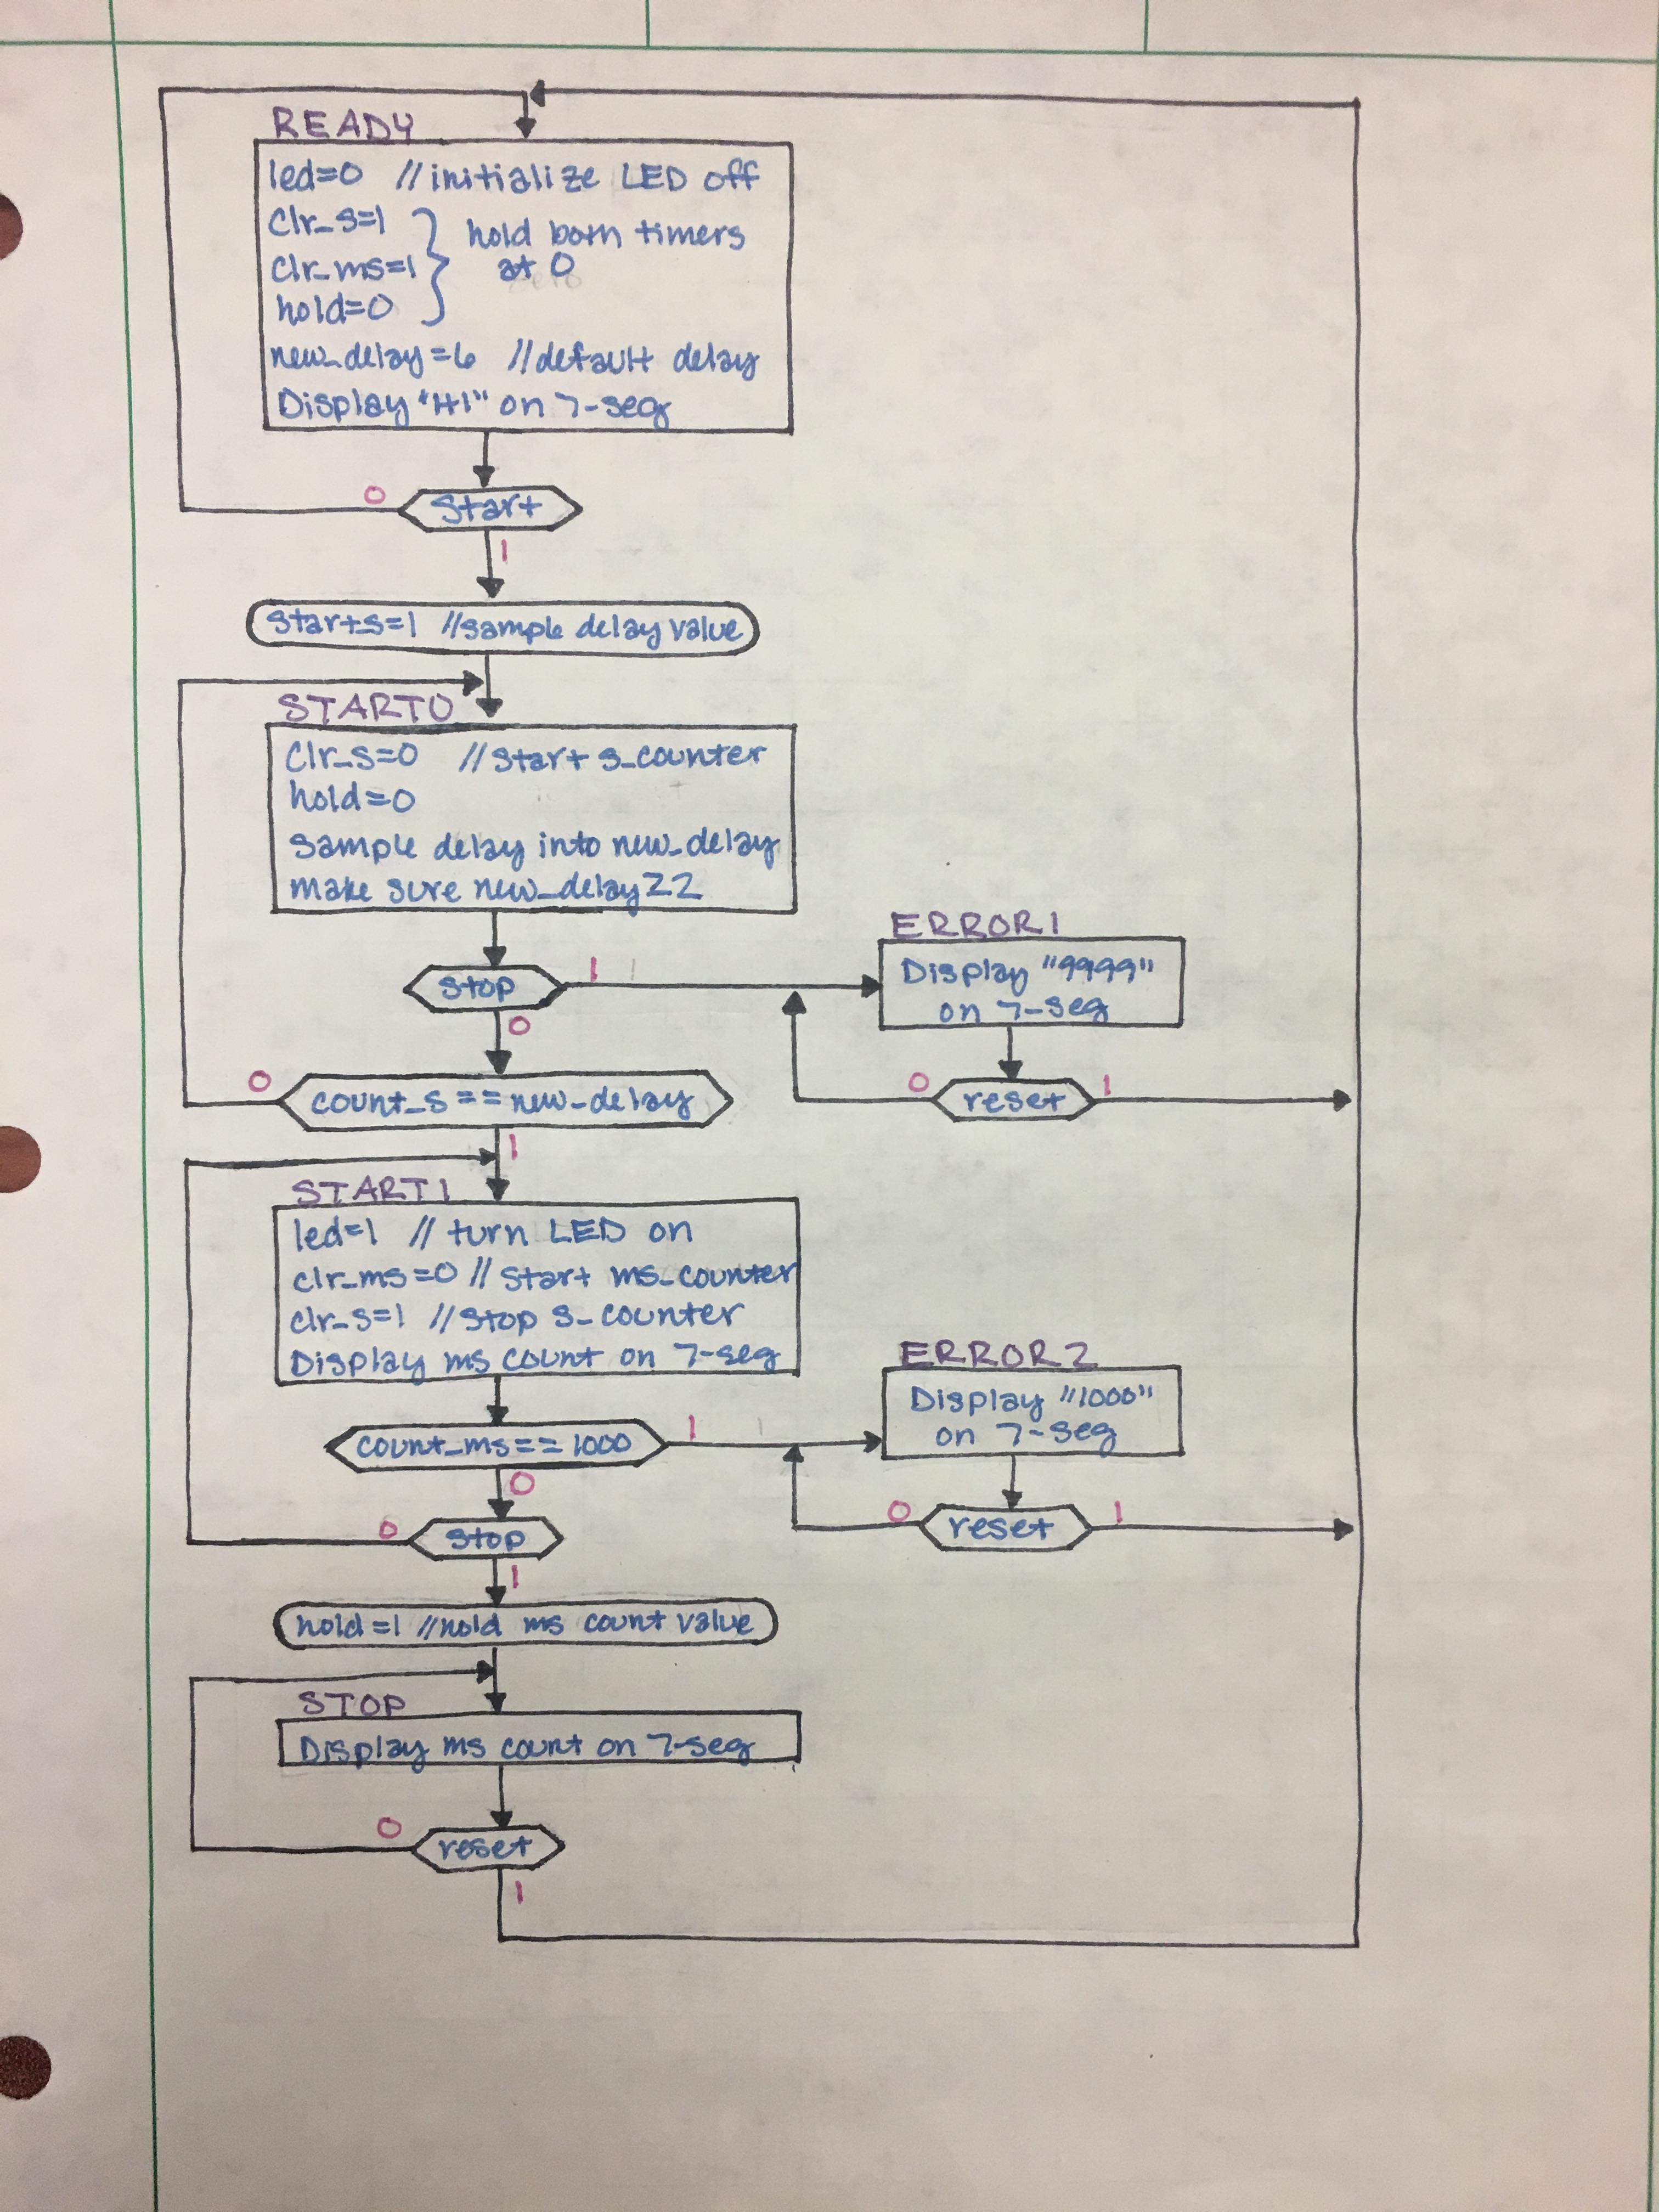 READY
led=0 //initialize LED off
clr_s=1
clr_ms=1
hold=0
} hold both timers
at 0
new_delay=6 //default delay
Display "HI" on 7-seg
Start
0
1
start_s=1 //sample delay value
START0
clr_s=0 //start s_counter
hold=0
sample delay into new_delay
make sure new_delay≥2
stop
1
0
count_s==new_delay
0
1
ERROR1
Display "9999"
on 7-seg
reset
0
1
START1
led=1 //turn LED on
clr_ms=0 //start ms_counter
clr_s=1 //stop s_counter
Display ms count on 7-seg
count_ms==1000
1
0
stop
0
1
ERROR2
Display "1000"
on 7-seg
reset
0
1
hold=1 //hold ms count value
STOP
Display ms count on 7-seg
reset
0
1